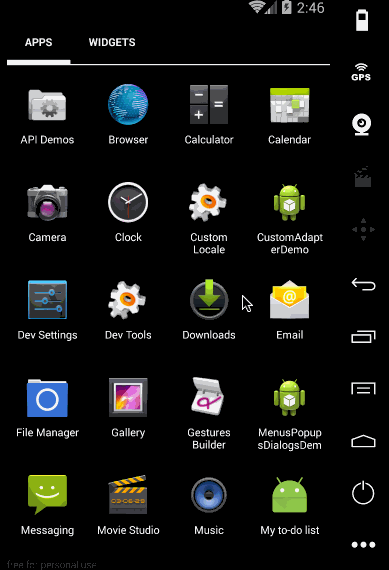 2:46
APPS WIDGETS
GPS
API Demos Browser Calculator Calendar
Camera Clock Custom Locale CustomAdapterDemo
Dev Settings Dev Tools Downloads Email
File Manager Gallery Gestures Builder MenusPopupsDialogsDem
Messaging Movie Studio Music My to-do list
free for personal use